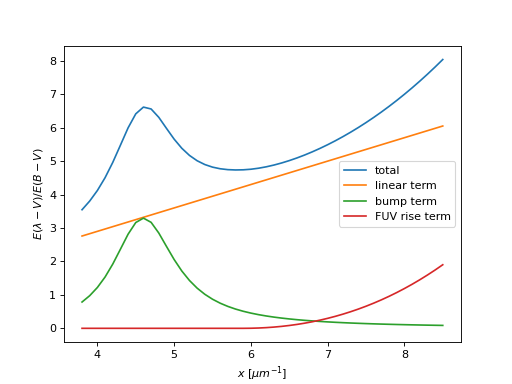 8
7
6
5
4
3
2
1
0
E(λ − V)/E(B − V)
total
linear term
bump term
FUV rise term
4 5 6 7 8
x [μm⁻¹]